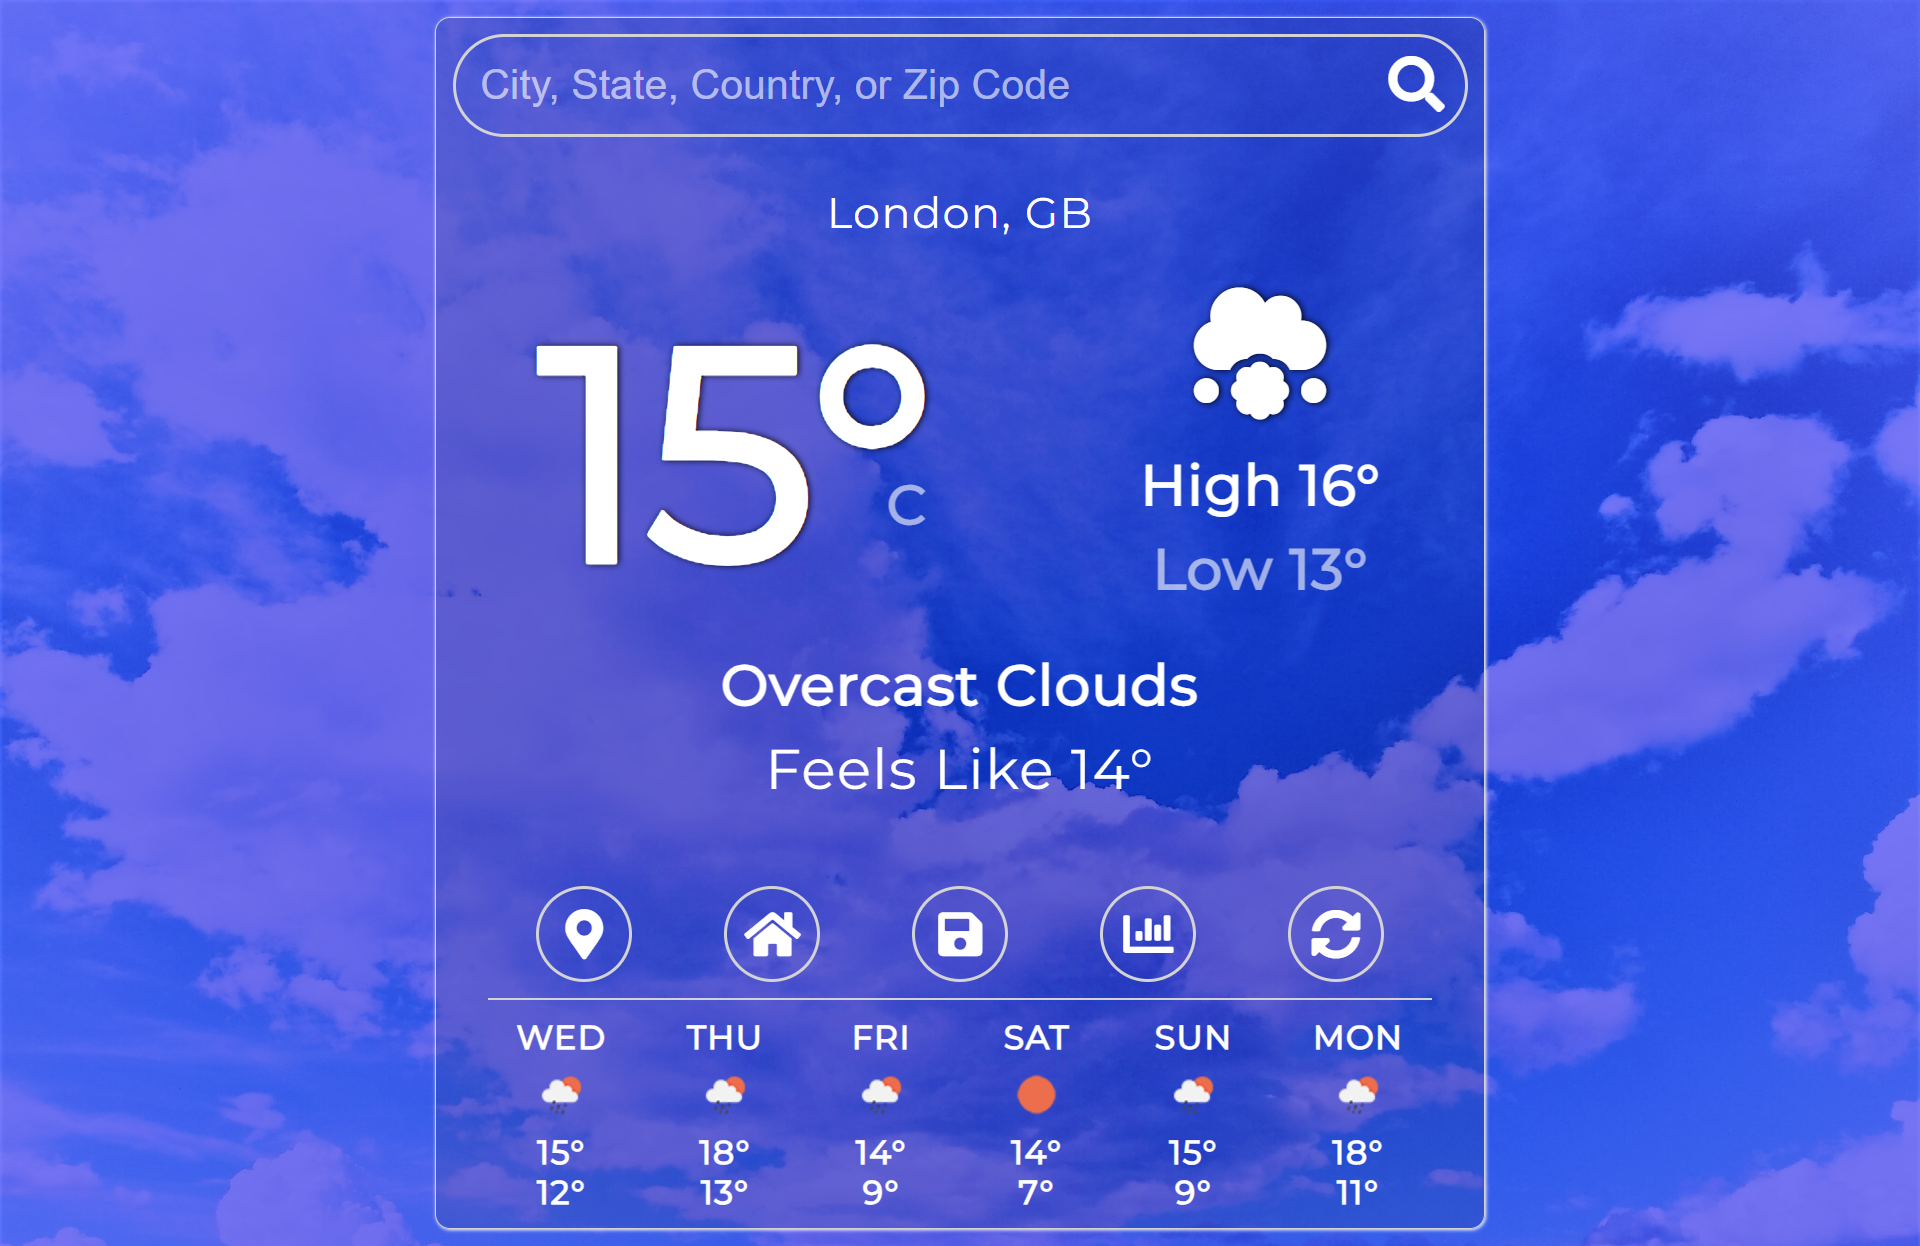 City, State, Country, or Zip Code
London, GB
15°
C
High 16°
Low 13°
Overcast Clouds
Feels Like 14°
WED THU FRI SAT SUN MON
15° 18° 14° 14° 15° 18°
12° 13° 9° 7° 9° 11°